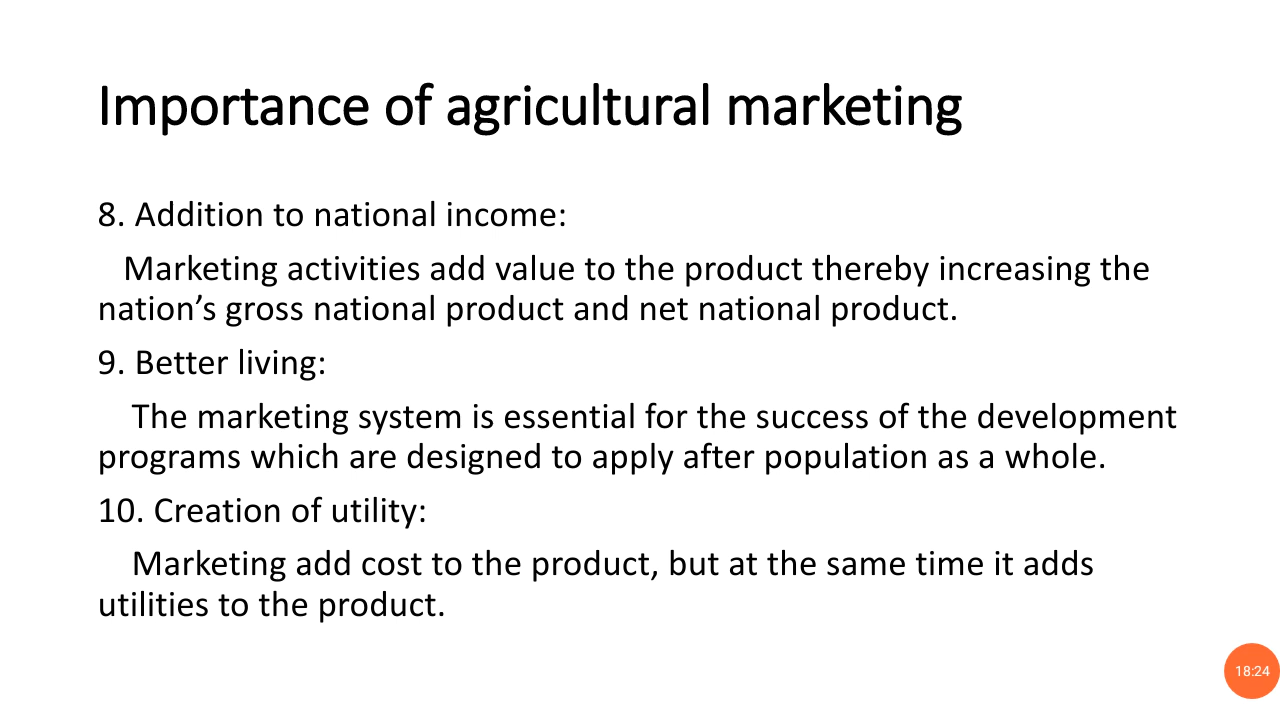 Importance of agricultural marketing
8. Addition to national income:
Marketing activities add value to the product thereby increasing the
nation’s gross national product and net national product.
9. Better living:
The marketing system is essential for the success of the development
programs which are designed to apply after population as a whole.
10. Creation of utility:
Marketing add cost to the product, but at the same time it adds
utilities to the product.
18:24